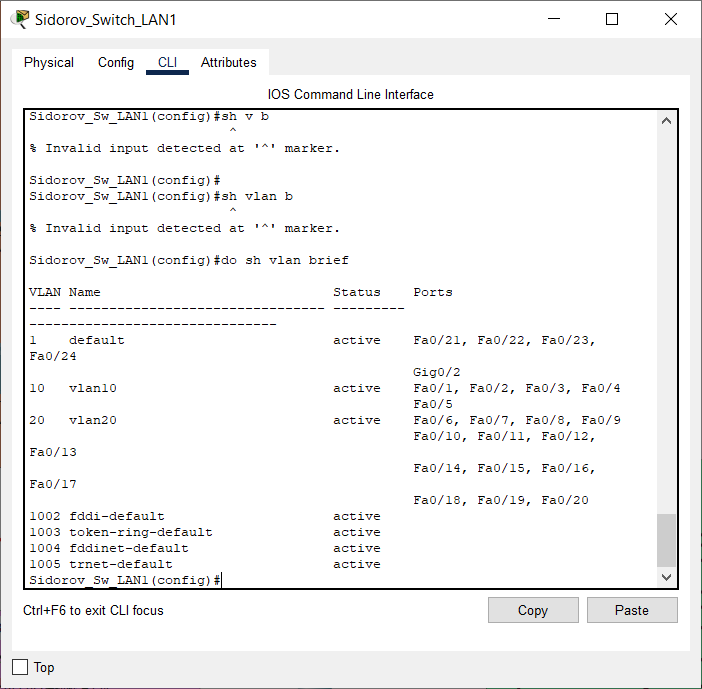 Sidorov_Switch_LAN1
Physical Config CLI Attributes
IOS Command Line Interface
Sidorov_Sw_LAN1(config)#sh v b
^
% Invalid input detected at '^' marker.
Sidorov_Sw_LAN1(config)#
Sidorov_Sw_LAN1(config)#sh vlan b
^
% Invalid input detected at '^' marker.
Sidorov_Sw_LAN1(config)#do sh vlan brief
VLAN Name                             Status    Ports
---- -------------------------------- ---------
-------------------------------
1    default                          active    Fa0/21, Fa0/22, Fa0/23,
Fa0/24
                                                Gig0/2
10   vlan10                           active    Fa0/1, Fa0/2, Fa0/3, Fa0/4
                                                Fa0/5
20   vlan20                           active    Fa0/6, Fa0/7, Fa0/8, Fa0/9
                                                Fa0/10, Fa0/11, Fa0/12,
Fa0/13
                                                Fa0/14, Fa0/15, Fa0/16,
Fa0/17
                                                Fa0/18, Fa0/19, Fa0/20
1002 fddi-default                     active
1003 token-ring-default               active
1004 fddinet-default                  active
1005 trnet-default                    active
Sidorov_Sw_LAN1(config)#
Ctrl+F6 to exit CLI focus Copy Paste
Top